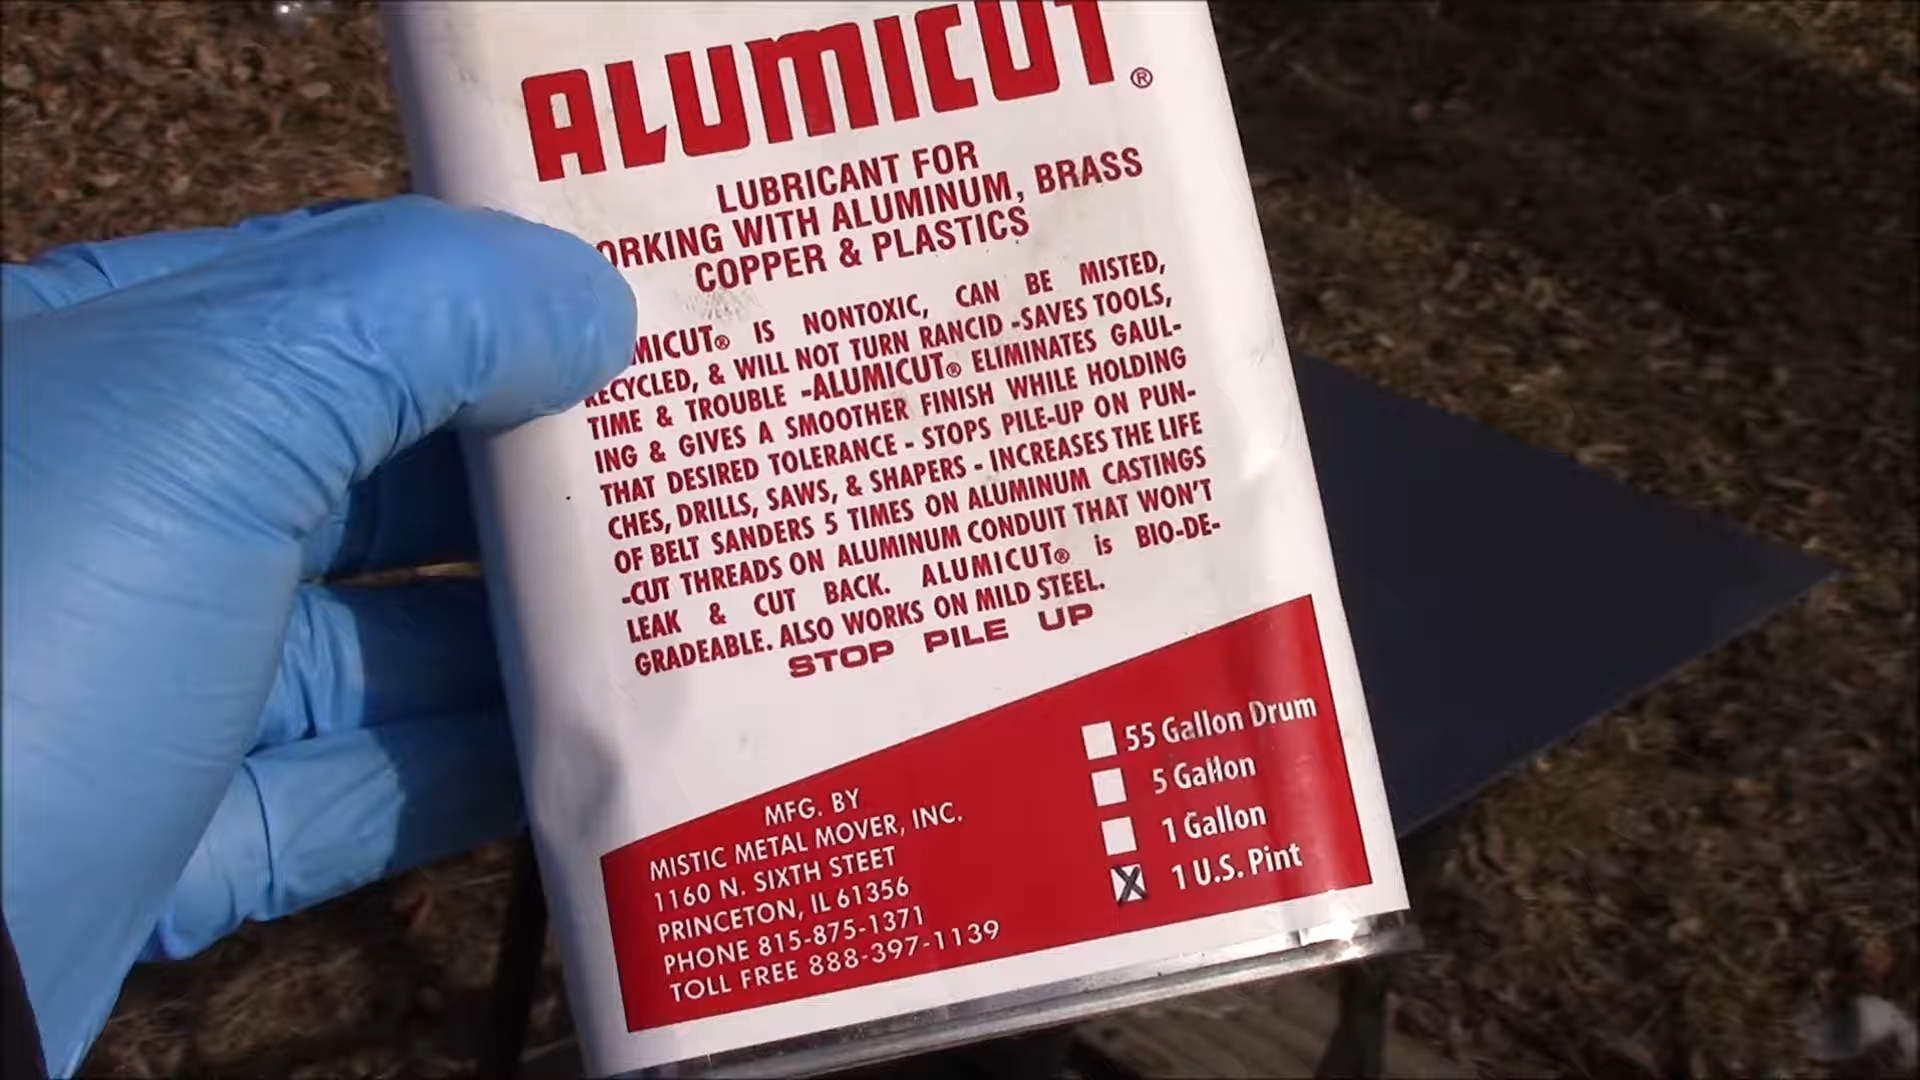 ALUMICUT®
LUBRICANT FOR
ORKING WITH ALUMINUM, BRASS
COPPER & PLASTICS
MICUT® IS NONTOXIC, CAN BE MISTED,
RECYCLED, & WILL NOT TURN RANCID -SAVES TOOLS,
TIME & TROUBLE -ALUMICUT® ELIMINATES GAUL-
ING & GIVES A SMOOTHER FINISH WHILE HOLDING
THAT DESIRED TOLERANCE - STOPS PILE-UP ON PUN-
CHES, DRILLS, SAWS, & SHAPERS - INCREASES THE LIFE
OF BELT SANDERS 5 TIMES ON ALUMINUM CASTINGS
-CUT THREADS ON ALUMINUM CONDUIT THAT WON'T
LEAK & CUT BACK. ALUMICUT® is BIO-DE-
GRADEABLE. ALSO WORKS ON MILD STEEL.
STOP PILE UP
55 Gallon Drum
5 Gallon
1 Gallon
1 U.S. Pint
MFG. BY
MISTIC METAL MOVER, INC.
1160 N. SIXTH STEET
PRINCETON, IL 61356
PHONE 815-875-1371
TOLL FREE 888-397-1139